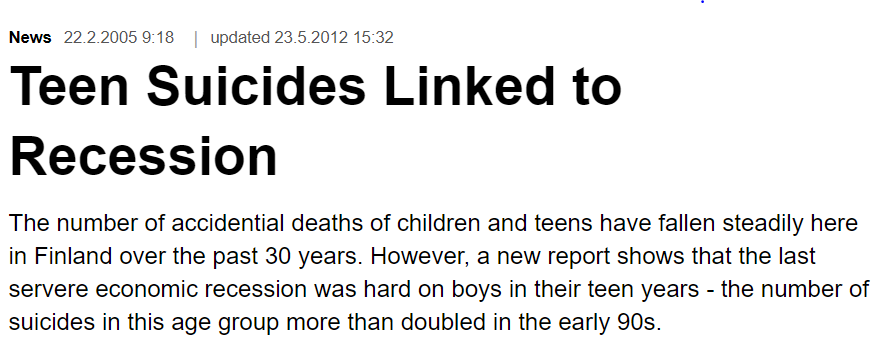 News 22.2.2005 9:18 | updated 23.5.2012 15:32
Teen Suicides Linked to
Recession
The number of accidential deaths of children and teens have fallen steadily here
in Finland over the past 30 years. However, a new report shows that the last
servere economic recession was hard on boys in their teen years - the number of
suicides in this age group more than doubled in the early 90s.